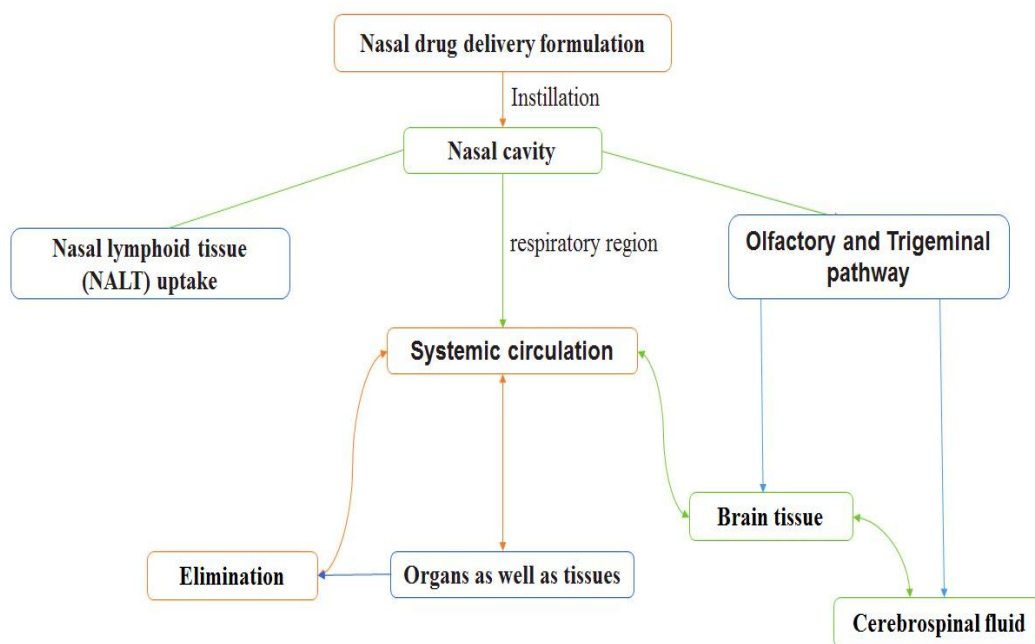 Nasal drug delivery formulation
Instillation
Nasal cavity
Nasal lymphoid tissue
(NALT) uptake
respiratory region
Olfactory and Trigeminal
pathway
Systemic circulation
Brain tissue
Elimination
Organs as well as tissues
Cerebrospinal fluid